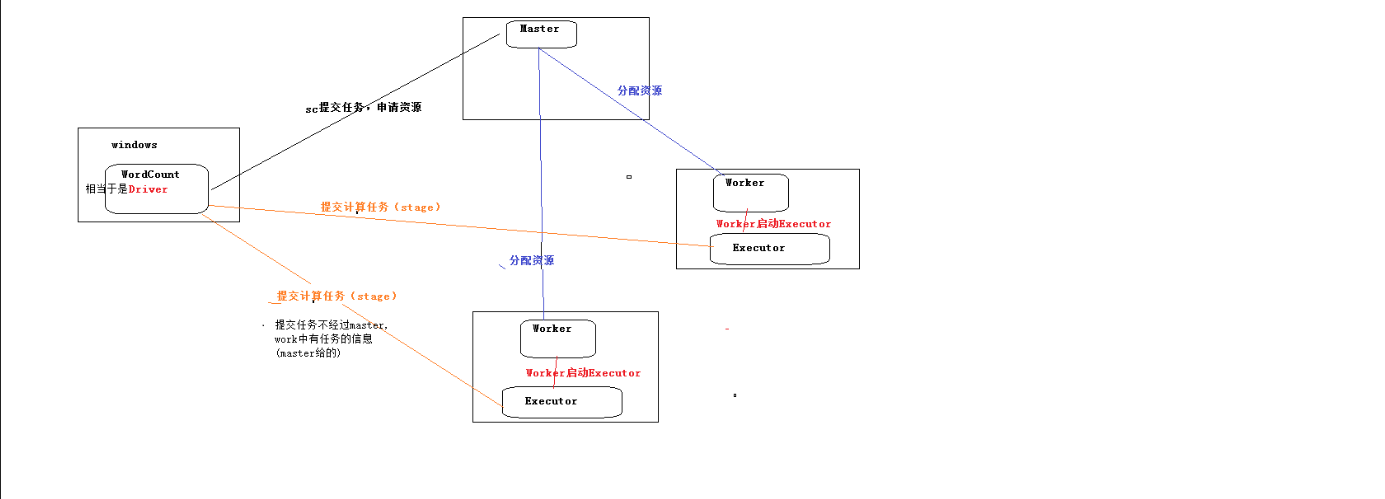 Master
分配资源
sc提交任务，申请资源
windows
WordCount
相当于是Driver
Worker
Worker启动Executor
Executor
提交计算任务（stage）
分配资源
提交计算任务（stage）
提交任务不经过master,
work中有任务的信息
(master给的)
Worker
Worker启动Executor
Executor